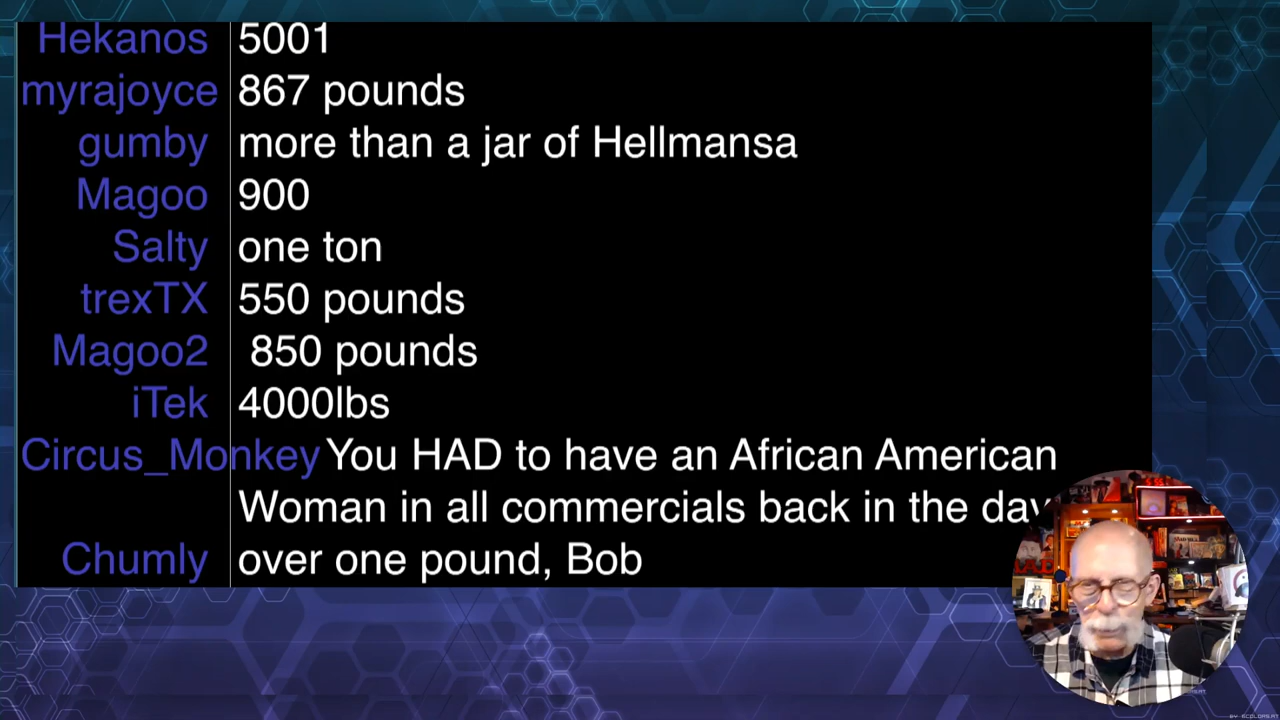 Hekanos 5001
myrajoyce 867 pounds
gumby more than a jar of Hellmansa
Magoo 900
Salty one ton
trexTX 550 pounds
Magoo2 850 pounds
iTek 4000lbs
Circus_Monkey You HAD to have an African American
Woman in all commercials back in the day
Chumly over one pound, Bob